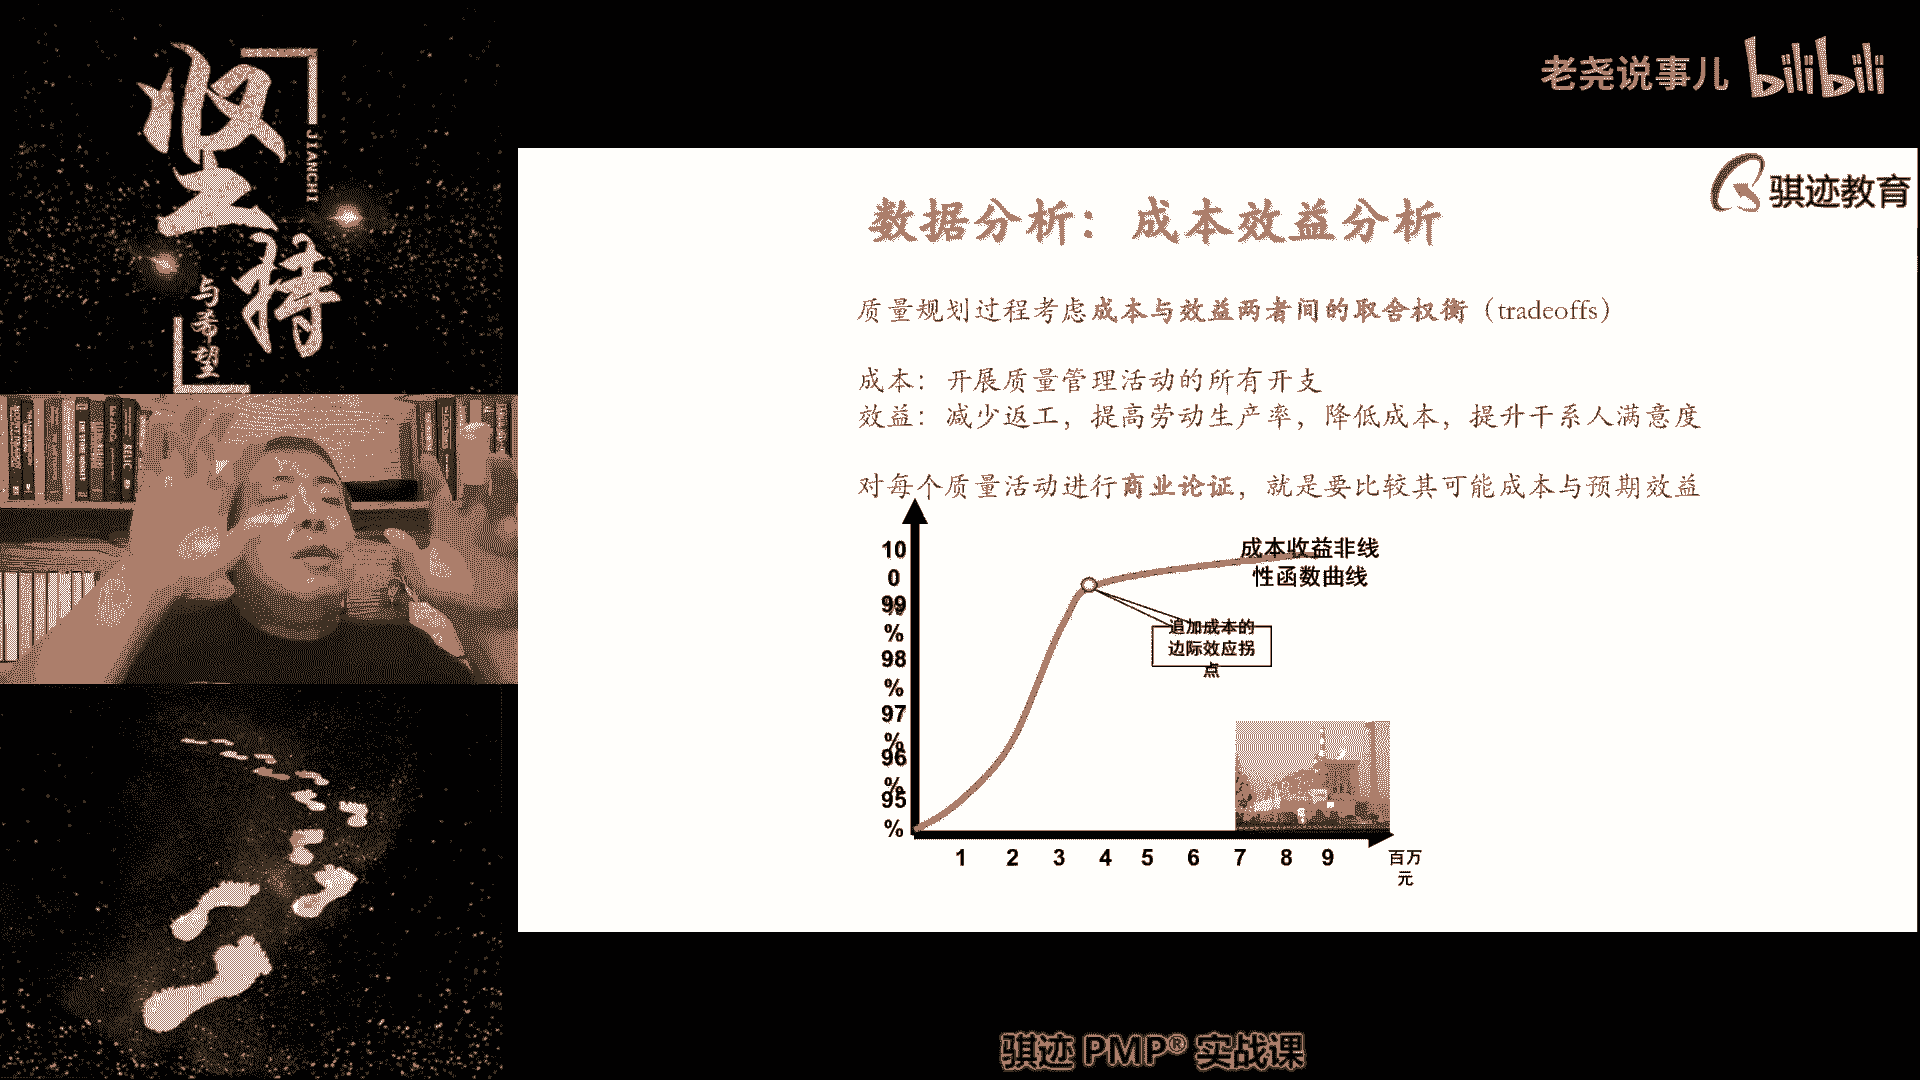 坚持
JIANCHI
与希望
老尧说事儿 bilibili
骐迹教育
数据分析：成本效益分析
质量规划过程考虑成本与效益两者间的取舍权衡（tradeoffs）
成本：开展质量管理活动的所有开支
效益：减少返工，提高劳动生产率，降低成本，提升干系人满意度
对每个质量活动进行商业论证，就是要比较其可能成本与预期效益
10
0
%
99
%
98
%
97
%
96
%
95
%
成本收益非线
性函数曲线
追加成本的
边际效应拐
点
1 2 3 4 5 6 7 8 9 百万
元
骐迹 PMP® 实战课